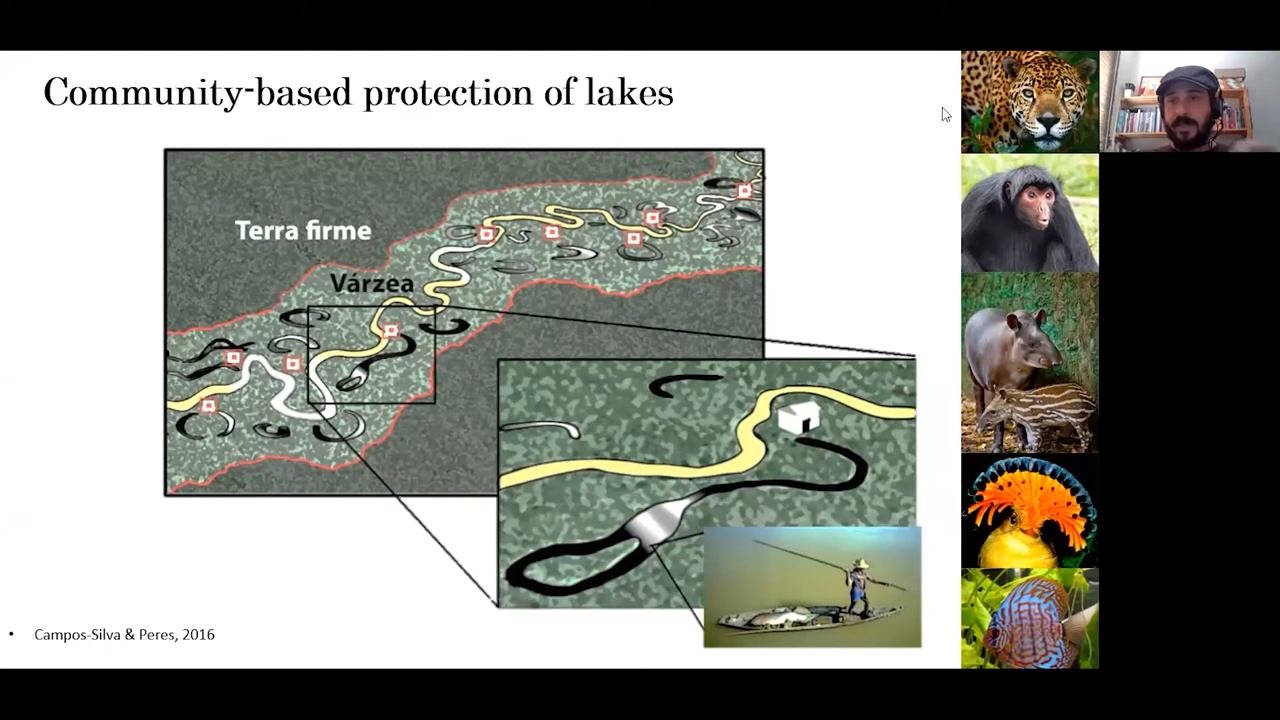 Community-based protection of lakes
Terra firme
Várzea
• Campos-Silva & Peres, 2016